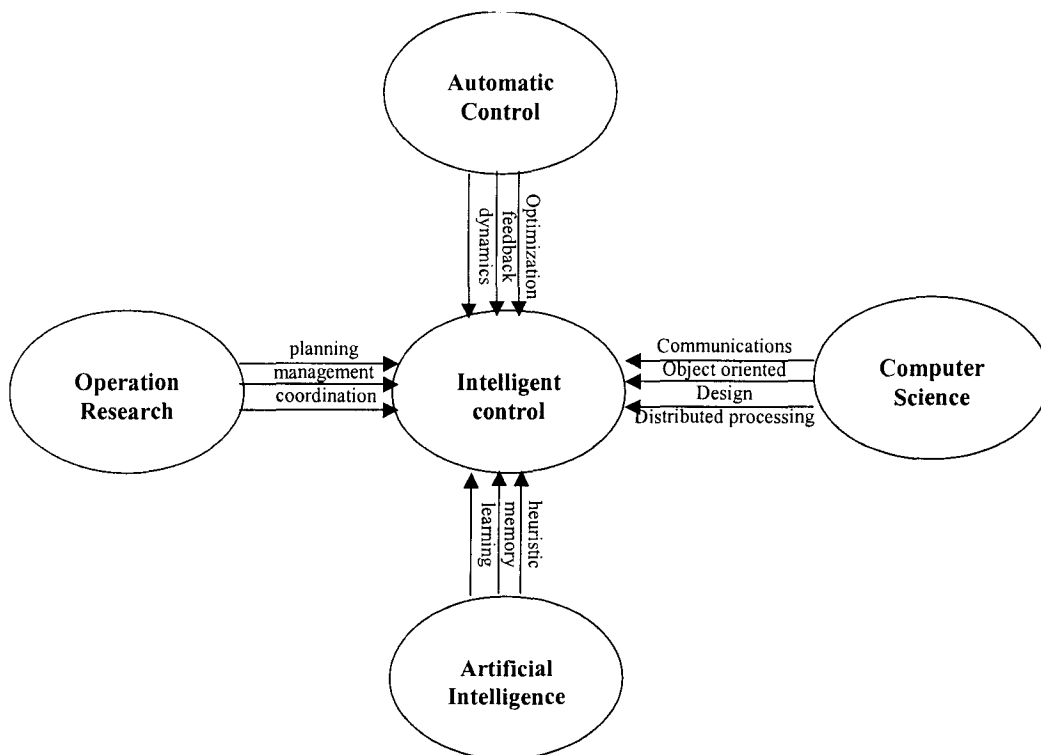 Automatic
Control
Optimization
feedback
dynamics
planning
management
coordination
Operation
Research
Intelligent
control
Communications
Object oriented
Design
Distributed processing
Computer
Science
heuristic
memory
learning
Artificial
Intelligence